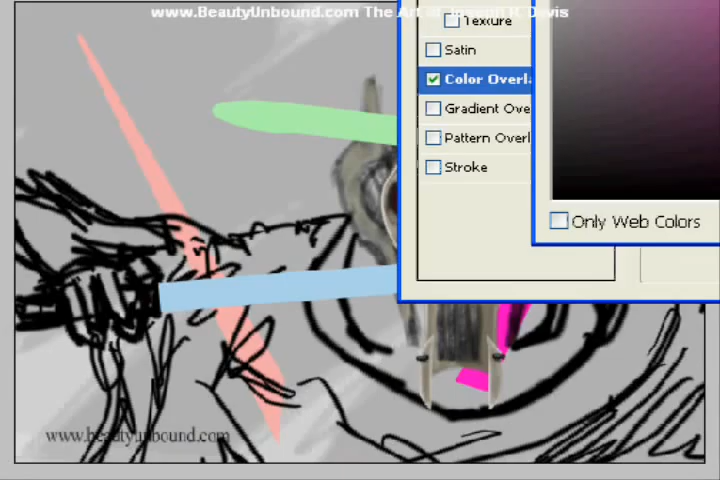 www.BeautyUnbound.com The Art of Joseph R. Davis
Texture
Satin
Color Overla
Gradient Ove
Pattern Overl
Stroke
Only Web Colors
www.beautyunbound.com